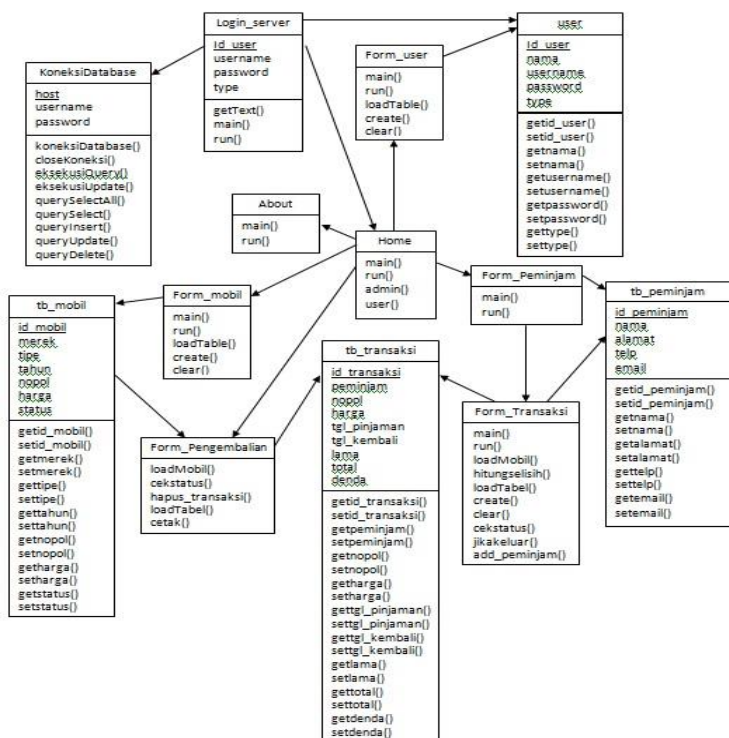 Login_server
Id_user
username
password
type
getText()
main()
run()
user
Id_user
nama
username
password
type
getid_user()
setid_user()
getnama()
setnama()
getusername()
setusername()
getpassword()
setpassword()
gettype()
settype()
Form_user
main()
run()
loadTable()
create()
clear()
KoneksiDatabase
host
username
password
koneksiDatabase()
closeKoneksi()
eksekusiQuery()
eksekusiUpdate()
querySelectAll()
querySelect()
queryInsert()
queryUpdate()
queryDelete()
About
main()
run()
Home
main()
run()
admin()
user()
Form_Peminjam
main()
run()
tb_peminjam
id_peminjam
nama
alamat
telp
email
getid_peminjam()
setid_peminjam()
getnama()
setnama()
getalamat()
setalamat()
gettelp()
settelp()
getemail()
setemail()
Form_mobil
main()
run()
loadTable()
create()
clear()
tb_mobil
id_mobil
merek
tipe
tahun
nopol
harga
status
getid_mobil()
setid_mobil()
getmerek()
setmerek()
gettipe()
settipe()
gettahun()
settahun()
getnopol()
setnopol()
getharga()
setharga()
getstatus()
setstatus()
tb_transaksi
id_transaksi
peminjam
nopol
harga
tgl_pinjaman
tgl_kembali
lama
total
denda
getid_transaksi()
setid_transaksi()
getpeminjam()
setpeminjam()
getnopol()
setnopol()
getharga()
setharga()
gettgl_pinjaman()
settgl_pinjaman()
gettgl_kembali()
settgl_kembali()
getlama()
setlama()
gettotal()
settotal()
getdenda()
setdenda()
Form_Transaksi
main()
run()
loadMobil()
hitungselisih()
loadTabel()
create()
clear()
cekstatus()
jikakeluar()
add_peminjam()
Form_Pengembalian
loadMobil()
cekstatus()
hapus_transaksi()
loadTabel()
cetak()